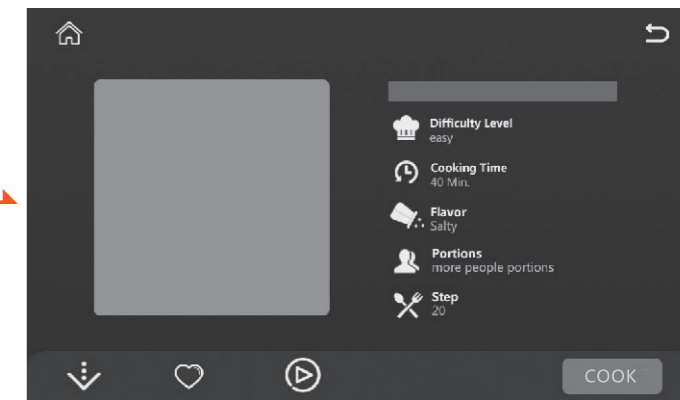 Difficulty Level
easy
Cooking Time
40 Min.
Flavor
Salty
Portions
more people portions
Step
20
COOK